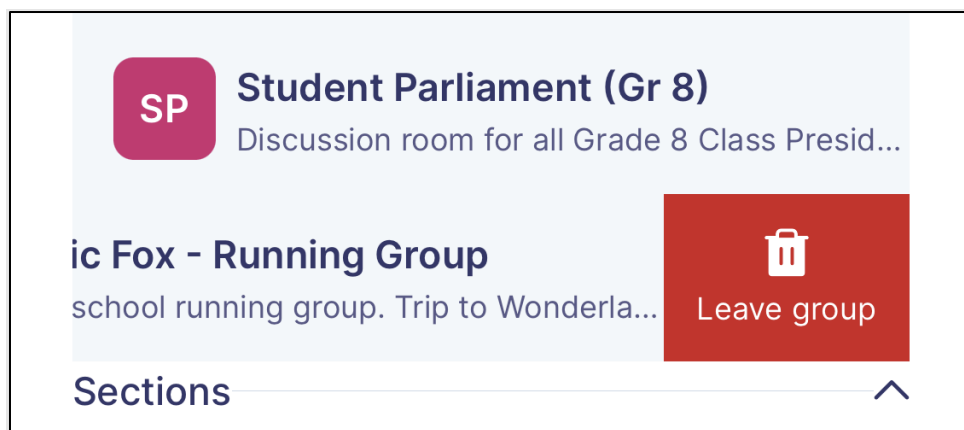 SP
Student Parliament (Gr 8)
Discussion room for all Grade 8 Class Presid...
ic Fox - Running Group
school running group. Trip to Wonderla...
Leave group
Sections